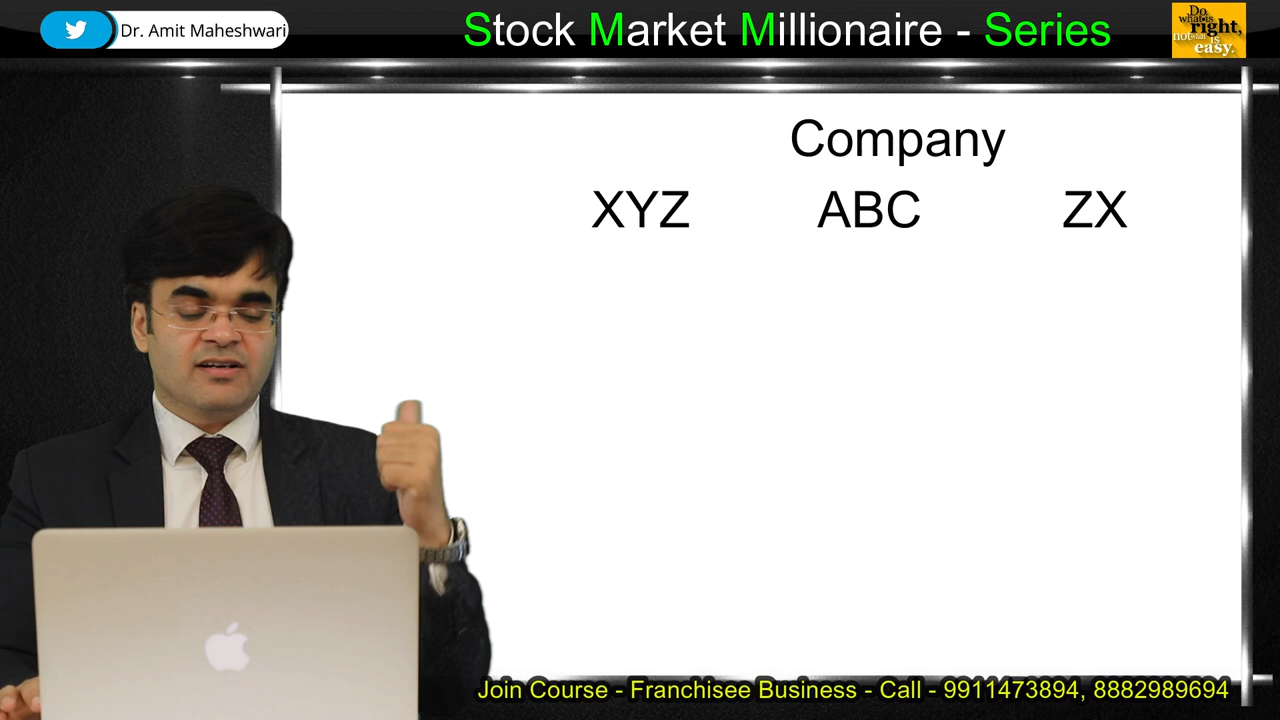 Dr. Amit Maheshwari
Stock Market Millionaire - Series
Do
what is
right,
not what is
easy.
Company
XYZ ABC ZX
Join Course - Franchisee Business - Call - 9911473894, 8882989694